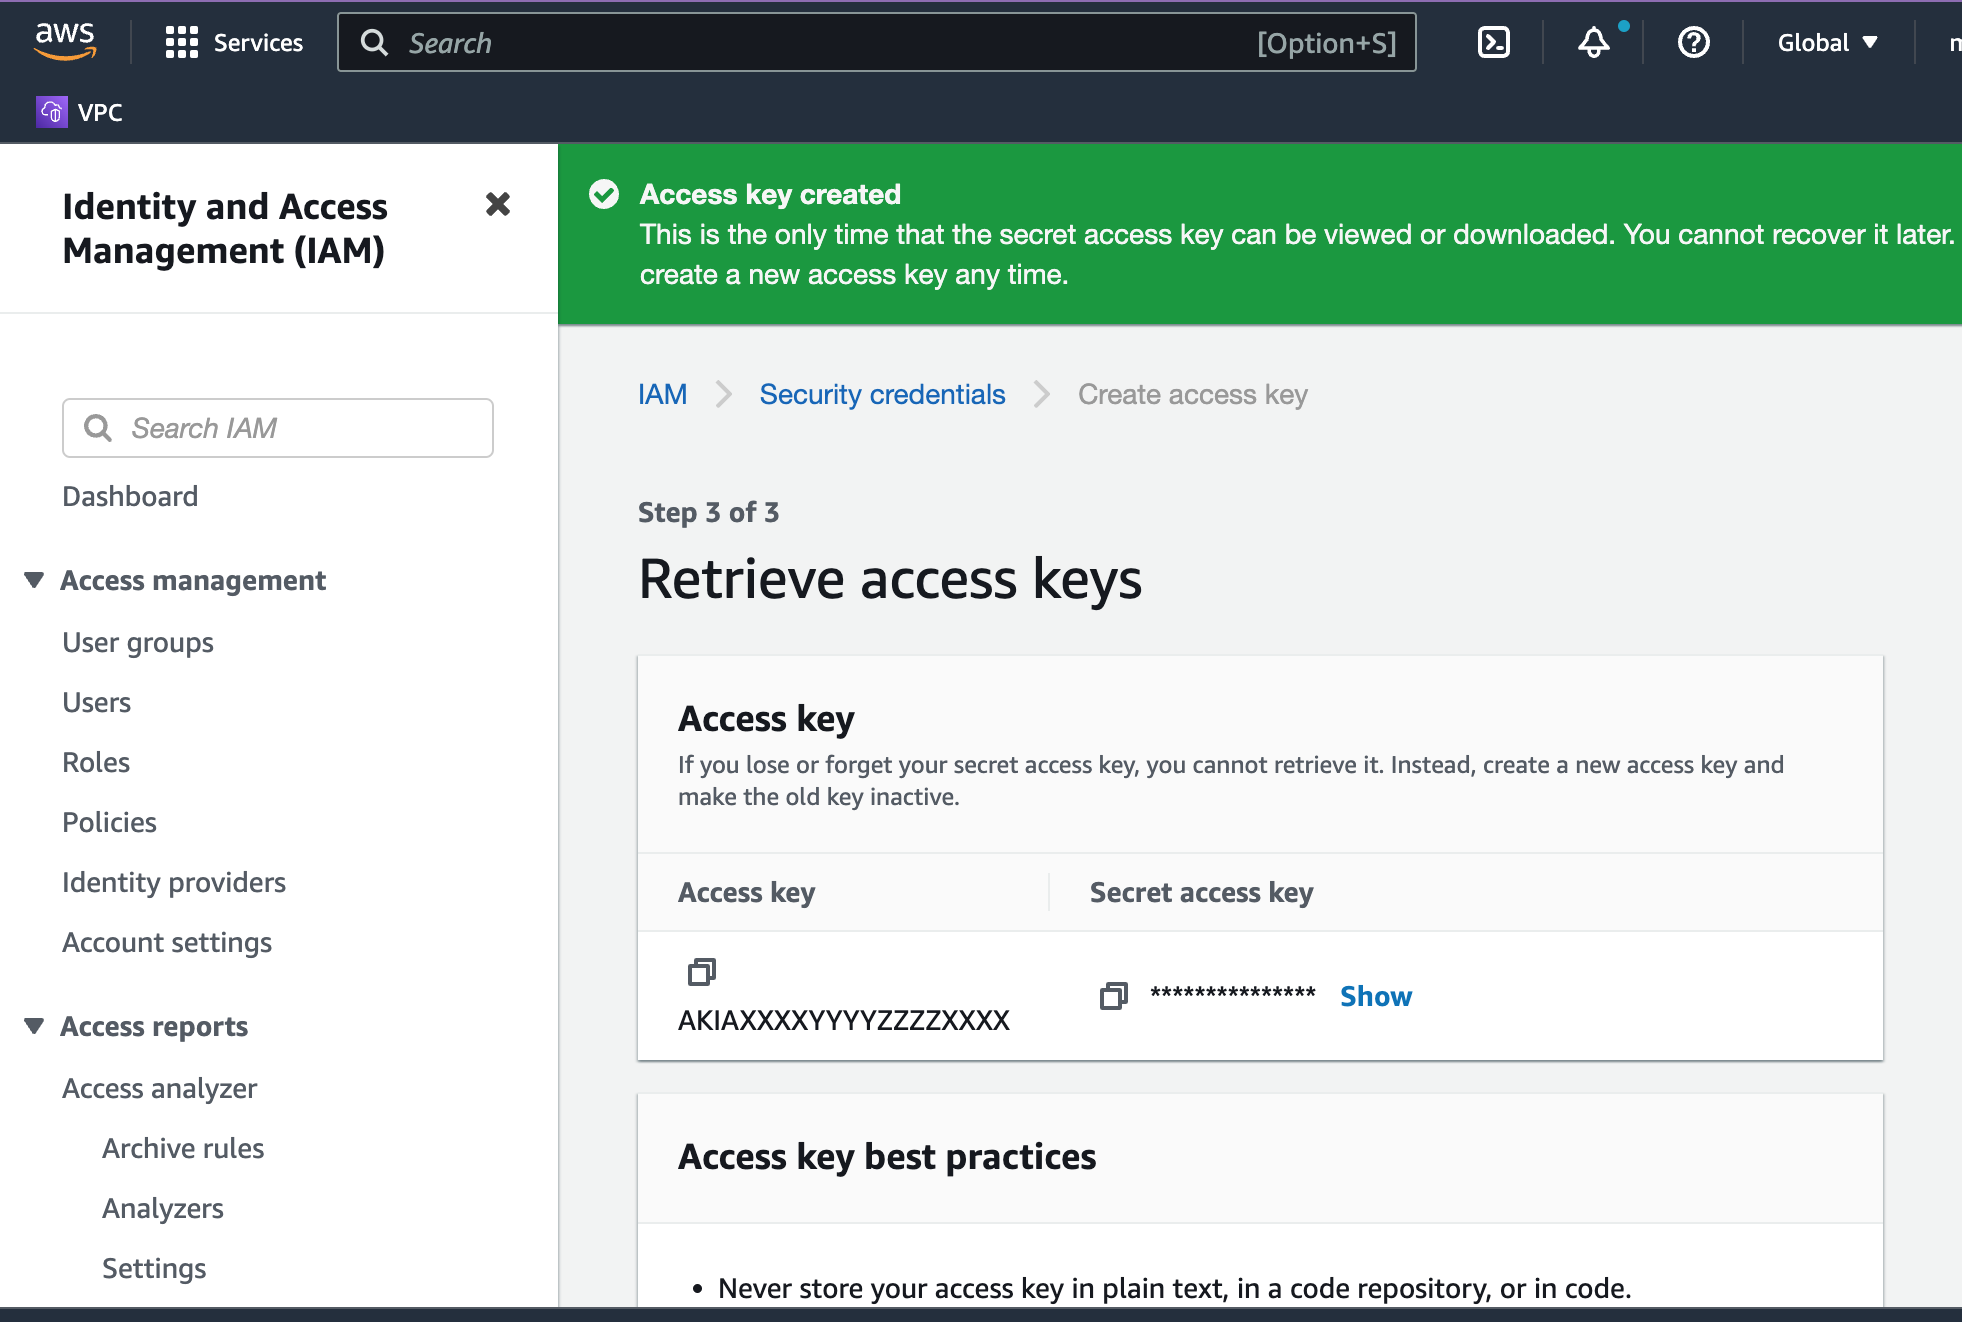 aws
Services
Search
[Option+S]
Global
VPC
Identity and Access
Management (IAM)
Search IAM
Dashboard
Access management
User groups
Users
Roles
Policies
Identity providers
Account settings
Access reports
Access analyzer
Archive rules
Analyzers
Settings
Access key created
This is the only time that the secret access key can be viewed or downloaded. You cannot recover it later.
create a new access key any time.
IAM
Security credentials
Create access key
Step 3 of 3
Retrieve access keys
Access key
If you lose or forget your secret access key, you cannot retrieve it. Instead, create a new access key and
make the old key inactive.
Access key
Secret access key
AKIAXXXXYYYYZZZZXXXX
*************** Show
Access key best practices
• Never store your access key in plain text, in a code repository, or in code.